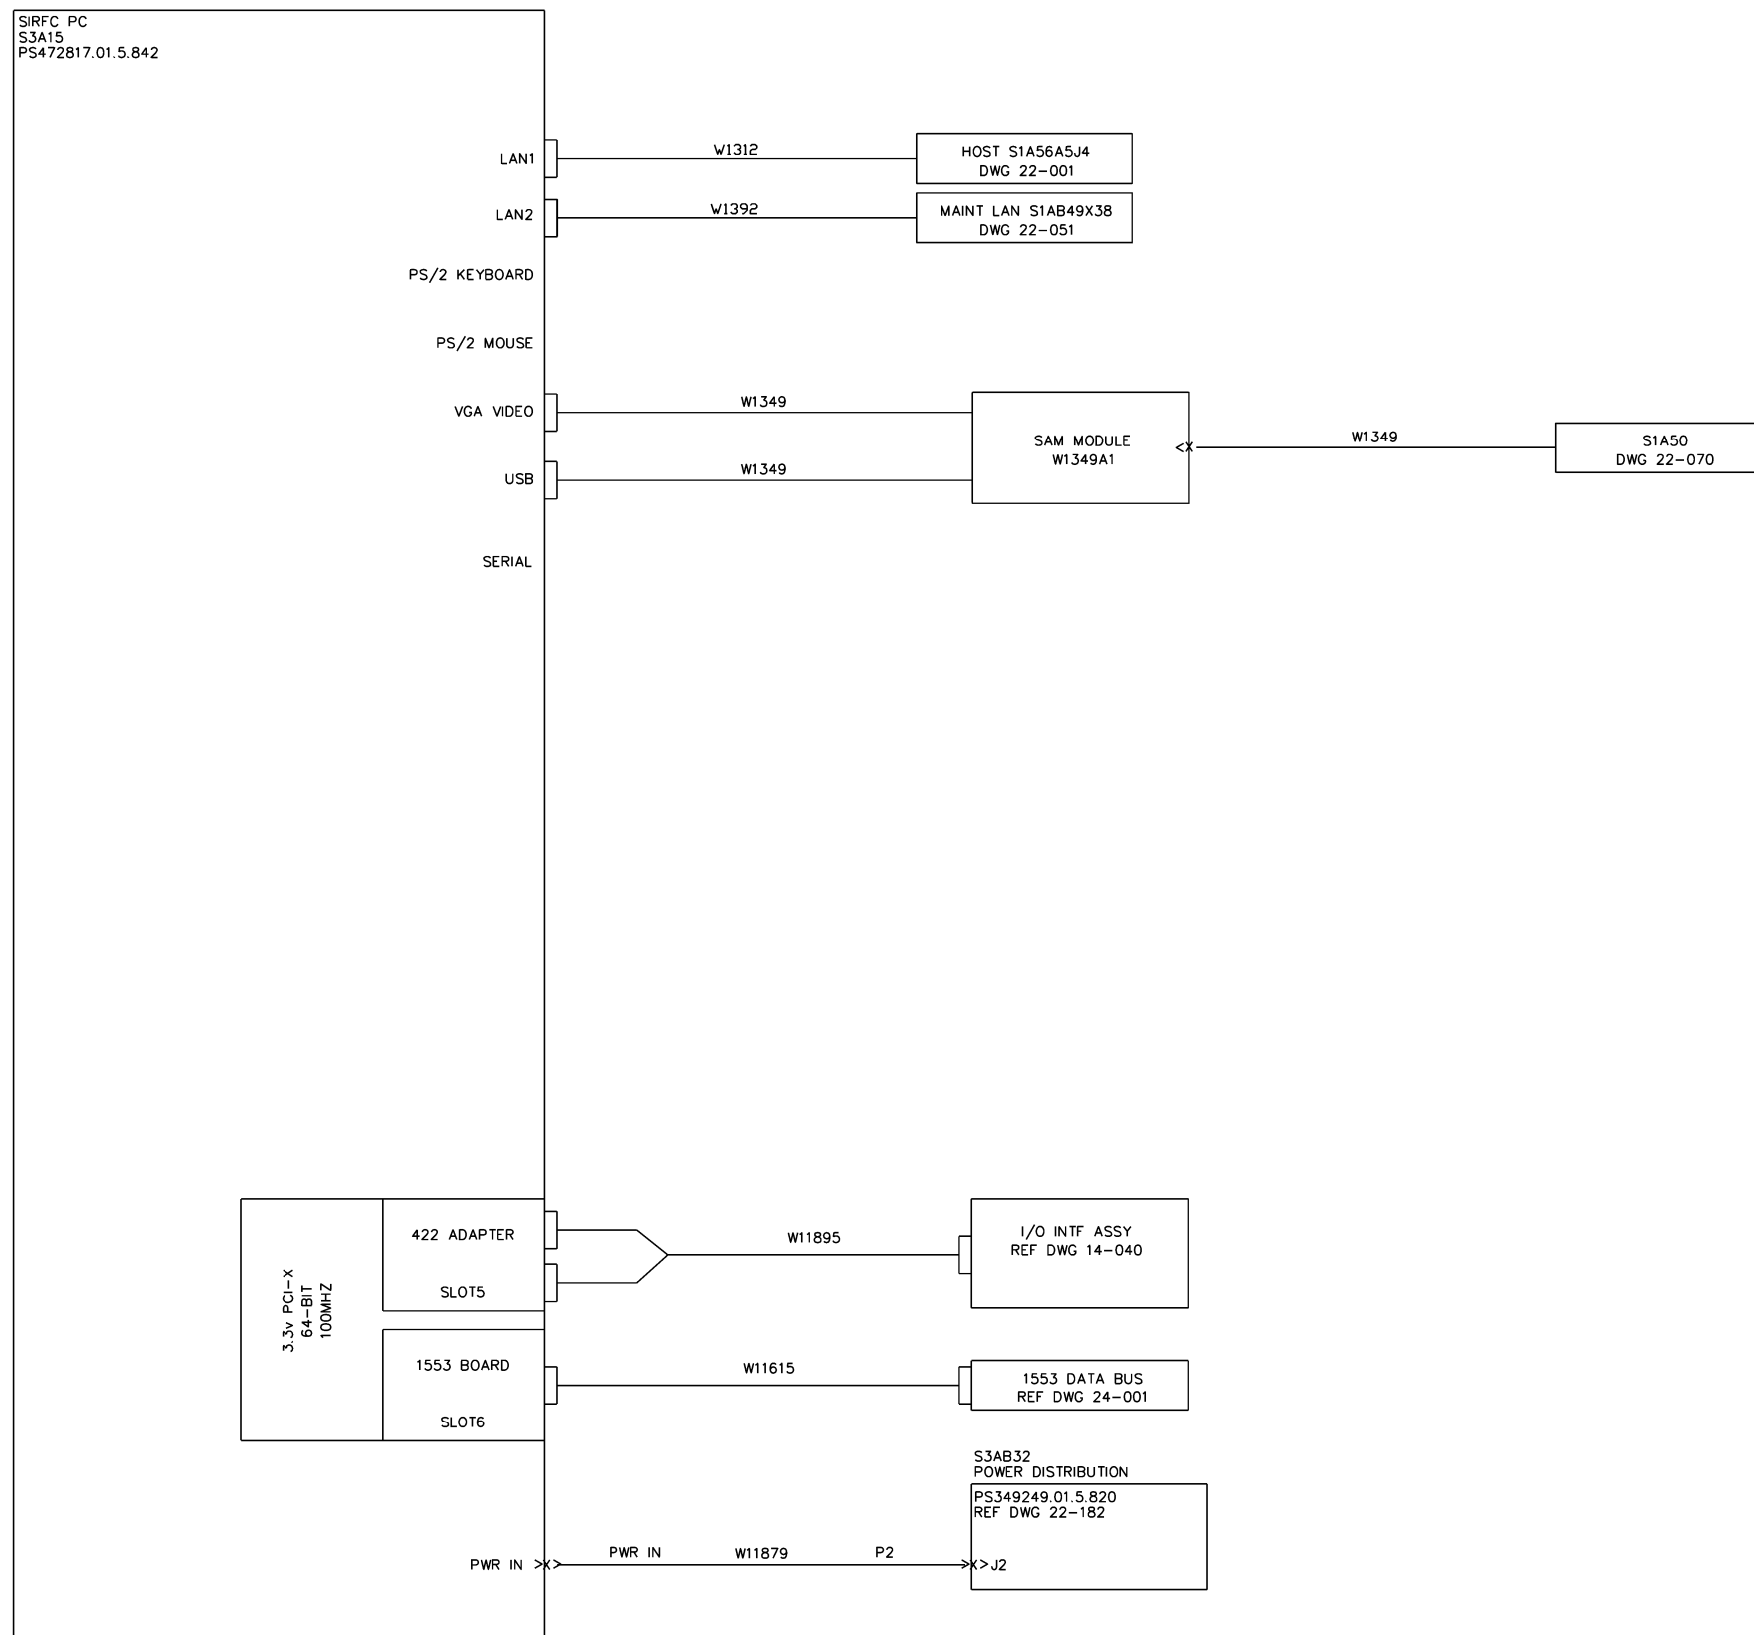 SIRFC PC
S3A15
PS472817.01.5.842
LAN1
W1312
HOST S1A56A5J4
DWG 22-001
LAN2
W1392
MAINT LAN S1AB49X38
DWG 22-051
PS/2 KEYBOARD
PS/2 MOUSE
VGA VIDEO
W1349
USB
W1349
SAM MODULE
W1349A1
W1349
S1A50
DWG 22-070
SERIAL
3.3v PCI-X
64-BIT
100MHZ
422 ADAPTER
SLOT5
W11895
I/O INTF ASSY
REF DWG 14-040
1553 BOARD
SLOT6
W11615
1553 DATA BUS
REF DWG 24-001
S3AB32
POWER DISTRIBUTION
PS349249.01.5.820
REF DWG 22-182
PWR IN
PWR IN
W11879
P2
J2